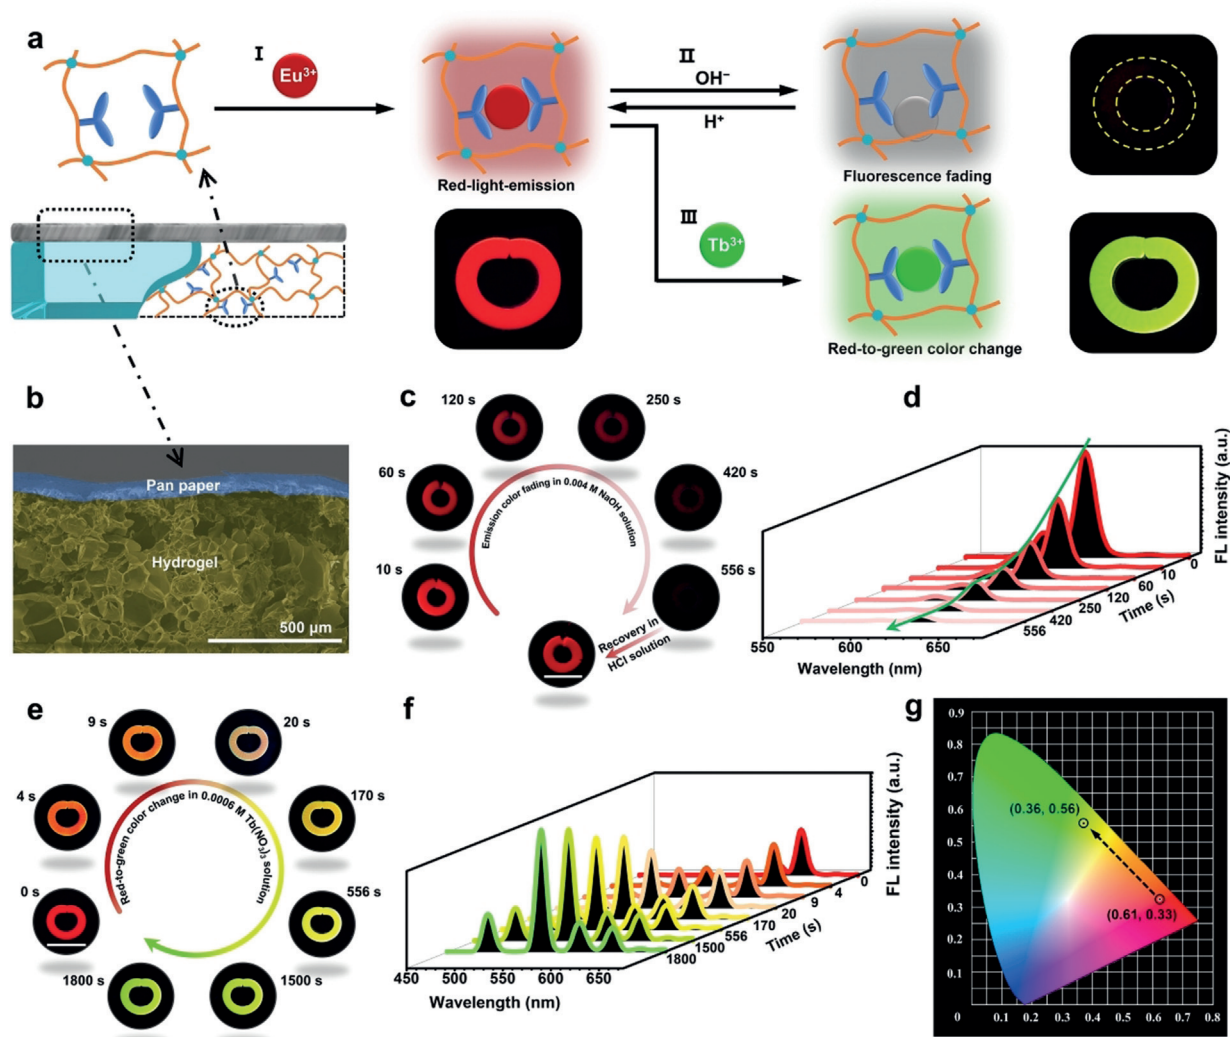 a
I
Eu³⁺
Red-light-emission
II
OH⁻
H⁺
Fluorescence fading
III
Tb³⁺
Red-to-green color change
b
Pan paper
Hydrogel
500 µm
c
10 s
60 s
120 s
250 s
420 s
556 s
Emission color fading in 0.004 M NaOH solution
Recovery in
HCl solution
d
FL intensity (a.u.)
0
10
60
120
250
420
556
Time (s)
550
600
650
Wavelength (nm)
e
0 s
4 s
9 s
20 s
170 s
556 s
1500 s
1800 s
Red-to-green color change in 0.0006 M Tb(NO₃)₃ solution
f
FL intensity (a.u.)
0
4
9
20
170
556
1500
1800
Time (s)
450
500
550
600
650
Wavelength (nm)
g
0.9
0.8
0.7
0.6
0.5
0.4
0.3
0.2
0.1
(0.36, 0.56)
(0.61, 0.33)
0 0.1 0.2 0.3 0.4 0.5 0.6 0.7 0.8